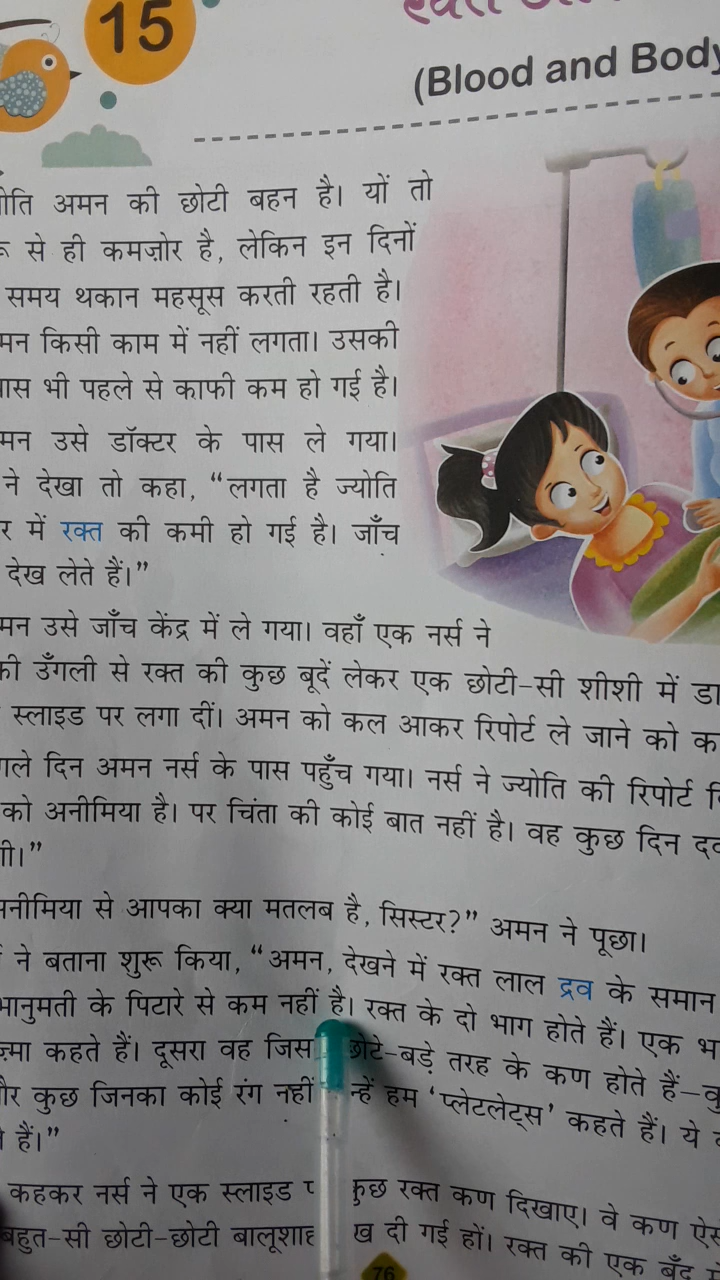 15
(Blood and Body
अमन की छोटी बहन है। यों तो
से ही कमज़ोर है, लेकिन इन दिनों
समय थकान महसूस करती रहती है।
मन किसी काम में नहीं लगता। उसकी
भी पहले से काफी कम हो गई है।
मन उसे डॉक्टर के पास ले गया।
ने देखा तो कहा, “लगता है ज्योति
र में रक्त की कमी हो गई है। जाँच
देख लेते हैं।”
मन उसे जाँच केंद्र में ले गया। वहाँ एक नर्स ने
की उँगली से रक्त की कुछ बूदें लेकर एक छोटी-सी शीशी में डा
स्लाइड पर लगा दीं। अमन को कल आकर रिपोर्ट ले जाने को क
गले दिन अमन नर्स के पास पहुँच गया। नर्स ने ज्योति की रिपोर्ट
को अनीमिया है। पर चिंता की कोई बात नहीं है। वह कुछ दिन
गी।”
नीमिया से आपका क्या मतलब है, सिस्टर?” अमन ने पूछा।
ने बताना शुरू किया, “अमन, देखने में रक्त लाल द्रव के समान
भानुमती के पिटारे से कम नहीं है। रक्त के दो भाग होते हैं। एक भ
ज़्मा कहते हैं। दूसरा वह जिस छोटे-बड़े तरह के कण होते हैं-कु
और कुछ जिनका कोई रंग नहीं न्हें हम ‘प्लेटलेट्स’ कहते हैं। ये
हैं।”
कहकर नर्स ने एक स्लाइड प कुछ रक्त कण दिखाए। वे कण ऐस
बहुत-सी छोटी-छोटी बालूशाह ख दी गई हों। रक्त की एक बूँद
76